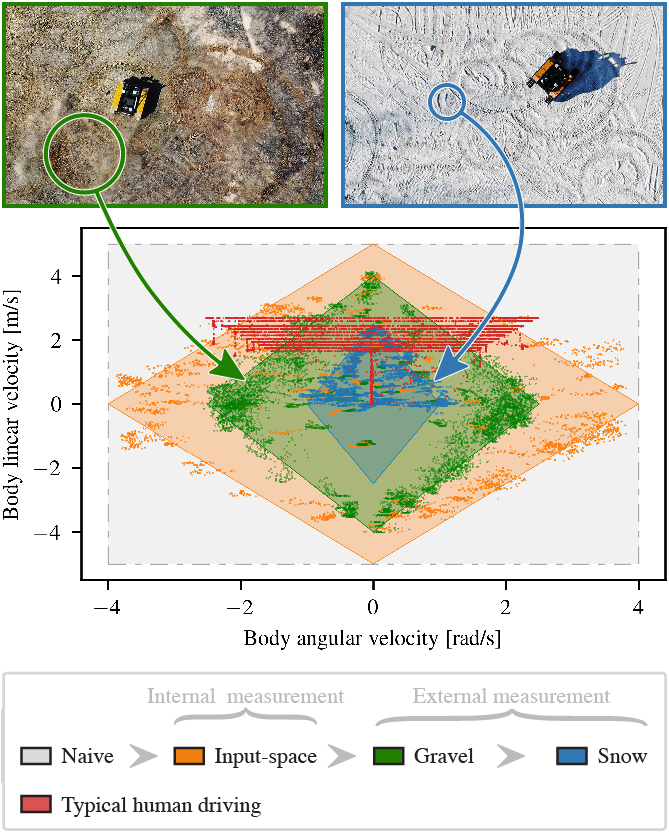 4
2
0
−2
−4
Body linear velocity [m/s]
−4 −2 0 2 4
Body angular velocity [rad/s]
Internal measurement External measurement
Naive Input-space Gravel Snow
Typical human driving